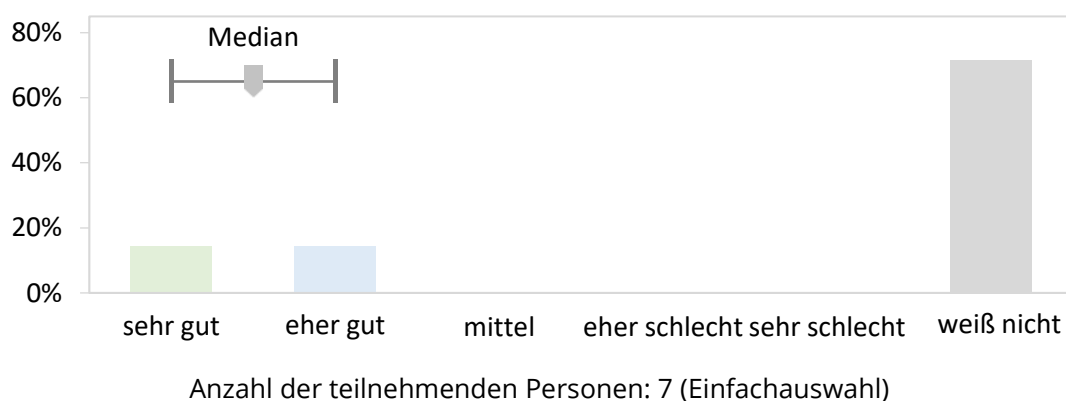 80%
Median
60%
40%
20%
0%
sehr gut eher gut mittel eher schlecht sehr schlecht weiß nicht
Anzahl der teilnehmenden Personen: 7 (Einfachauswahl)